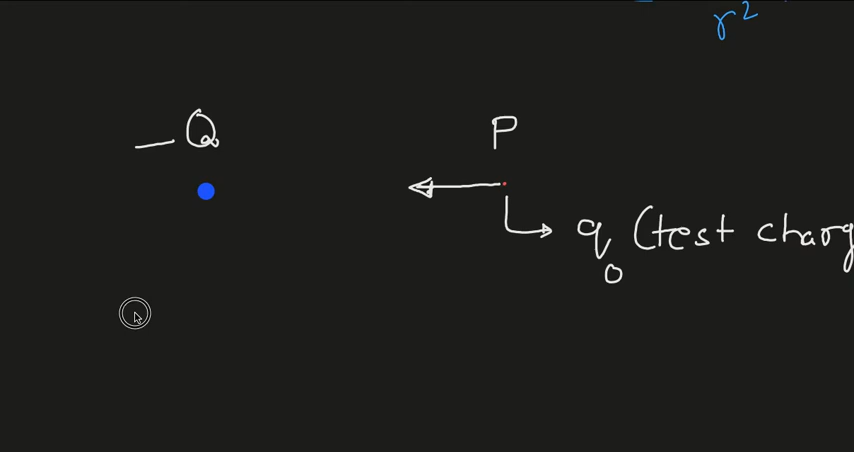 r²
— Q
P
q₀ (test charg